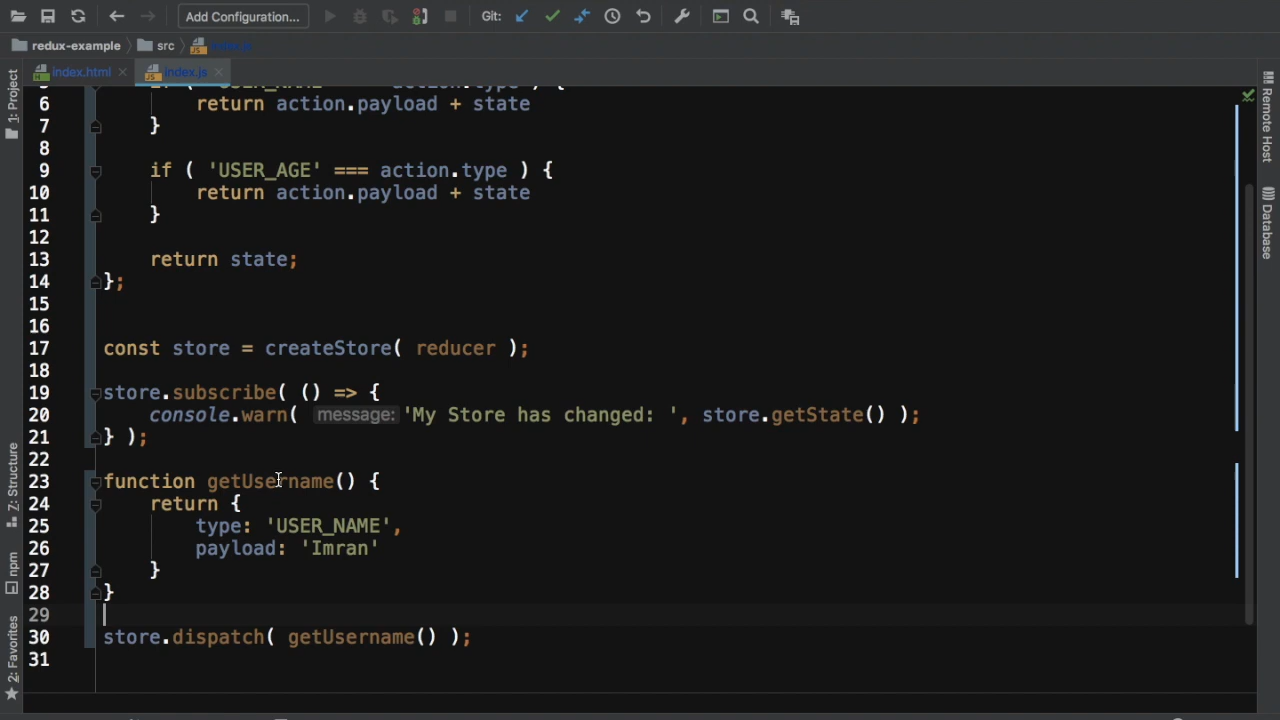 Add Configuration...
Git:
redux-example
src
index.js
index.html
index.js
1: Project
Z: Structure
npm
2: Favorites
Remote Host
Database
6 return action.payload + state
7 }
8
9 if ( 'USER_AGE' === action.type ) {
10 return action.payload + state
11 }
12
13 return state;
14 };
15
16
17 const store = createStore( reducer );
18
19 store.subscribe( () => {
20 console.warn( message: 'My Store has changed: ', store.getState() );
21 } );
22
23 function getUsername() {
24 return {
25 type: 'USER_NAME',
26 payload: 'Imran'
27 }
28 }
29
30 store.dispatch( getUsername() );
31